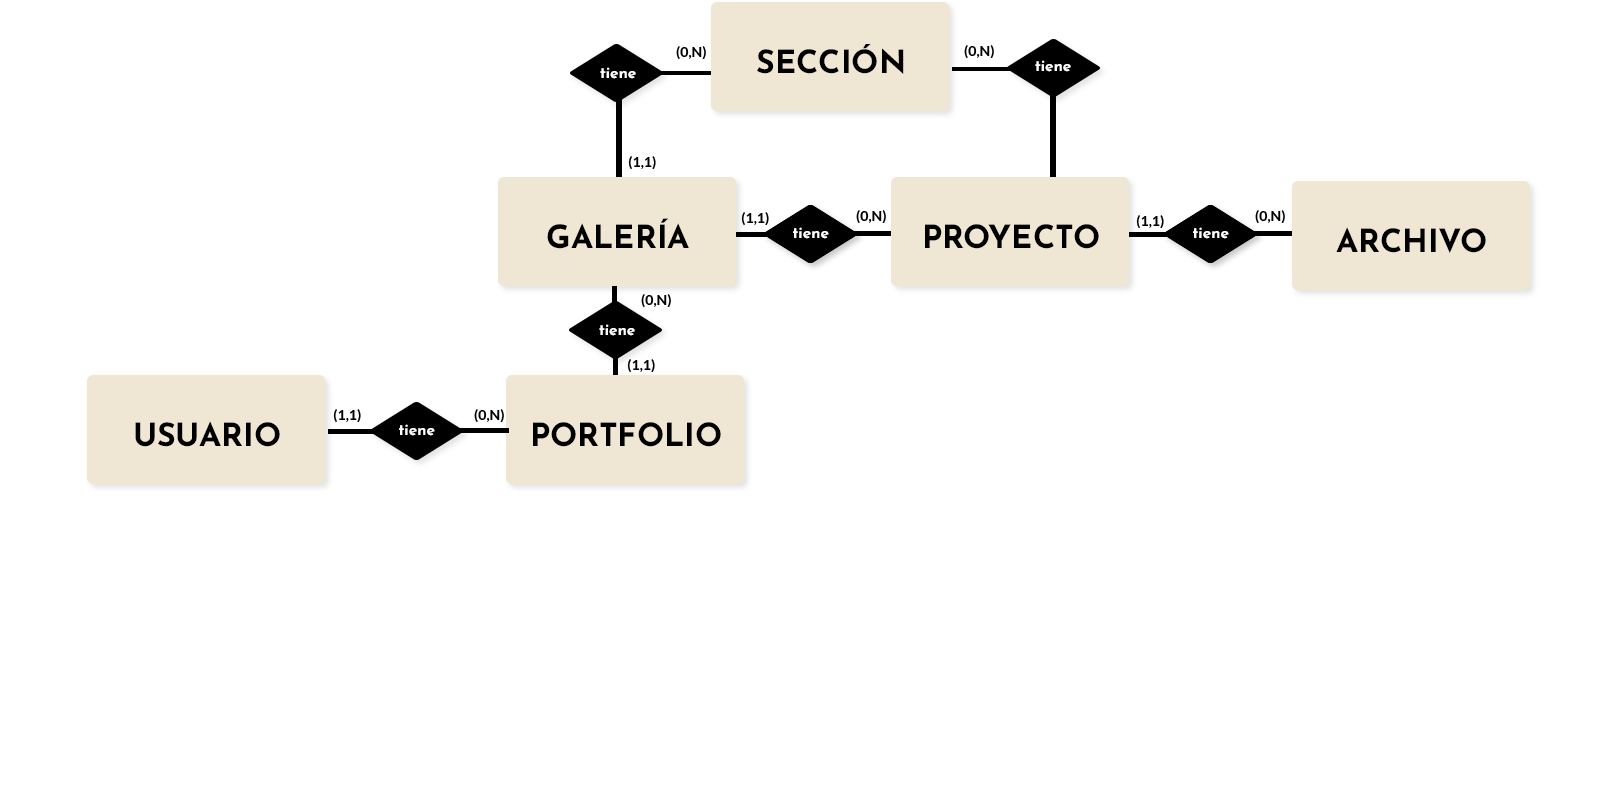 (0,N)
SECCIÓN
(0,N)
tiene
tiene
(1,1)
GALERÍA
(1,1)
tiene
(0,N)
PROYECTO
(1,1)
tiene
(0,N)
ARCHIVO
(0,N)
tiene
(1,1)
USUARIO
(1,1)
tiene
(0,N)
PORTFOLIO